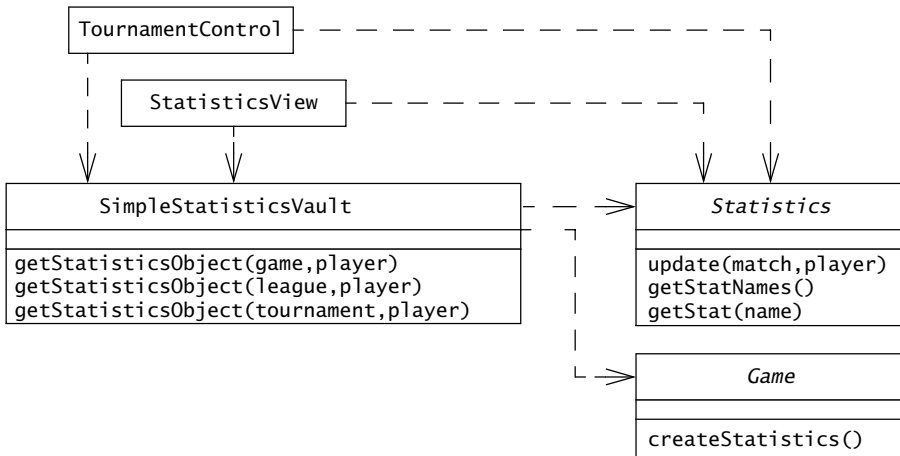 TournamentControl
StatisticsView
SimpleStatisticsVault
getStatisticsObject(game,player)
getStatisticsObject(league,player)
getStatisticsObject(tournament,player)
Statistics
update(match,player)
getStatNames()
getStat(name)
Game
createStatistics()